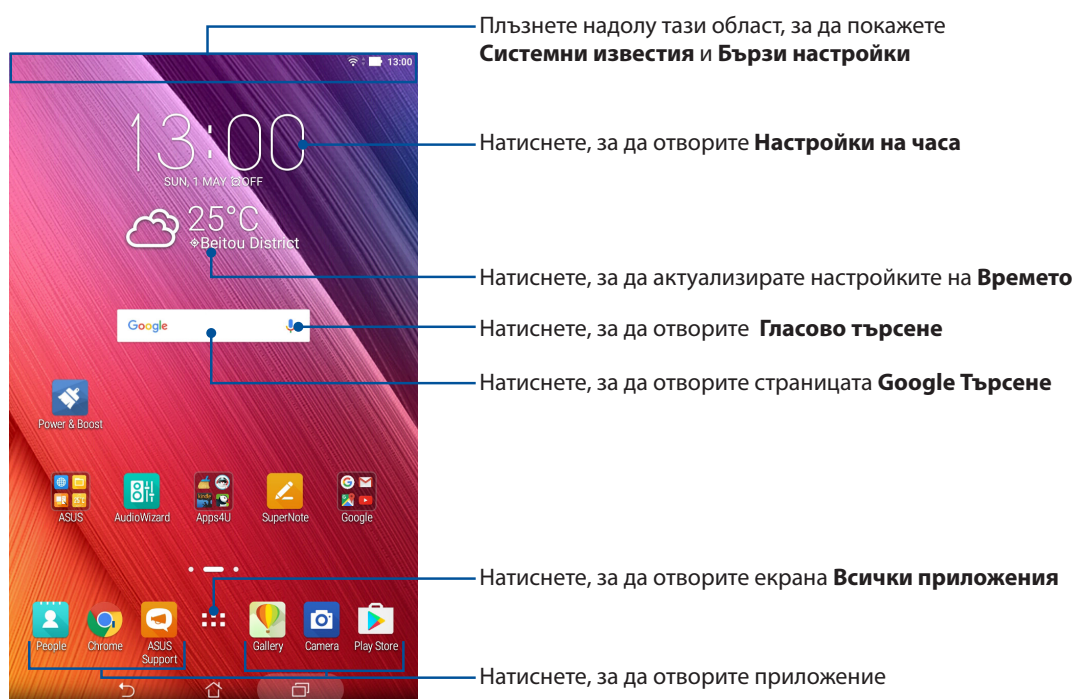 Плъзнете надолу тази област, за да покажете
Системни известия и Бързи настройки
13:00
13:00
Натиснете, за да отворите Настройки на часа
SUN, 1 MAY OFF
25°C
Beitou District
Натиснете, за да актуализирате настройките на Времето
Google
Натиснете, за да отворите Гласово търсене
Натиснете, за да отворите страницата Google Търсене
Power & Boost
ASUS
AudioWizard
Apps4U
SuperNote
Google
Натиснете, за да отворите екрана Всички приложения
People
Chrome
ASUS
Support
Gallery
Camera
Play Store
Натиснете, за да отворите приложение